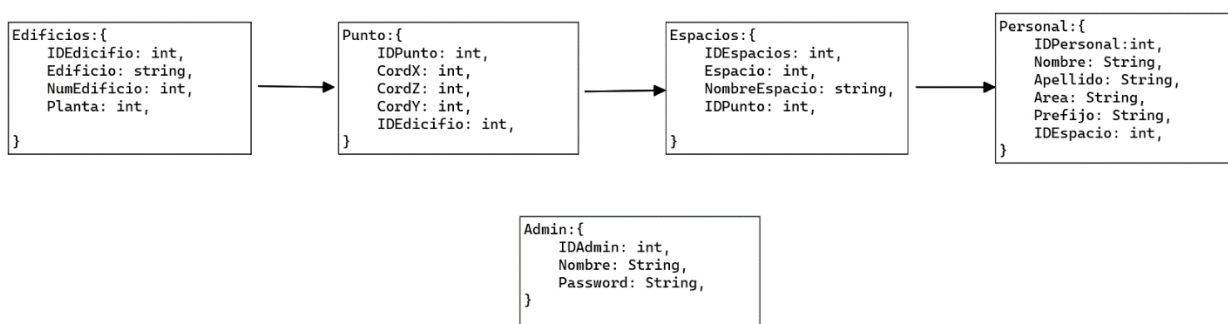 Edificios:{
IDEdicifio: int,
Edificio: string,
NumEdificio: int,
Planta: int,
}
Punto:{
IDPunto: int,
CordX: int,
CordZ: int,
CordY: int,
IDEdicifio: int,
}
Espacios:{
IDEspacios: int,
Espacio: int,
NombreEspacio: string,
IDPunto: int,
}
Personal:{
IDPersonal:int,
Nombre: String,
Apellido: String,
Area: String,
Prefijo: String,
IDEspacio: int,
}
Admin:{
IDAdmin: int,
Nombre: String,
Password: String,
}